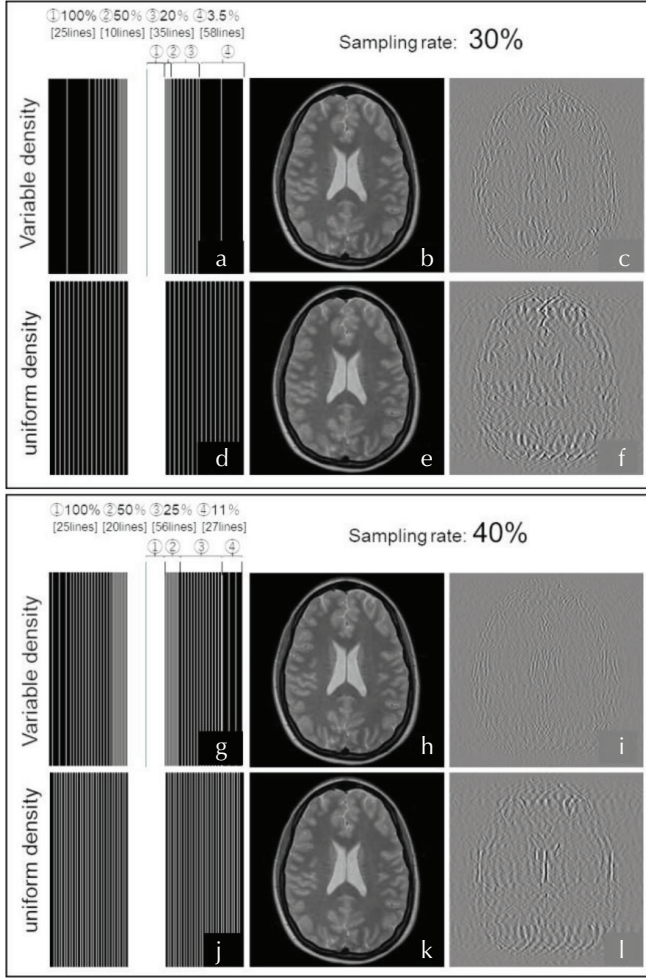 ①100% ②50% ③20% ④3.5%
[25lines] [10lines] [35lines] [58lines]
① ② ③ ④
Sampling rate: 30%
Variable density
a
b
c
uniform density
d
e
f
①100% ②50% ③25% ④11%
[25lines] [20lines] [56lines] [27lines]
① ② ③ ④
Sampling rate: 40%
Variable density
g
h
i
uniform density
j
k
l